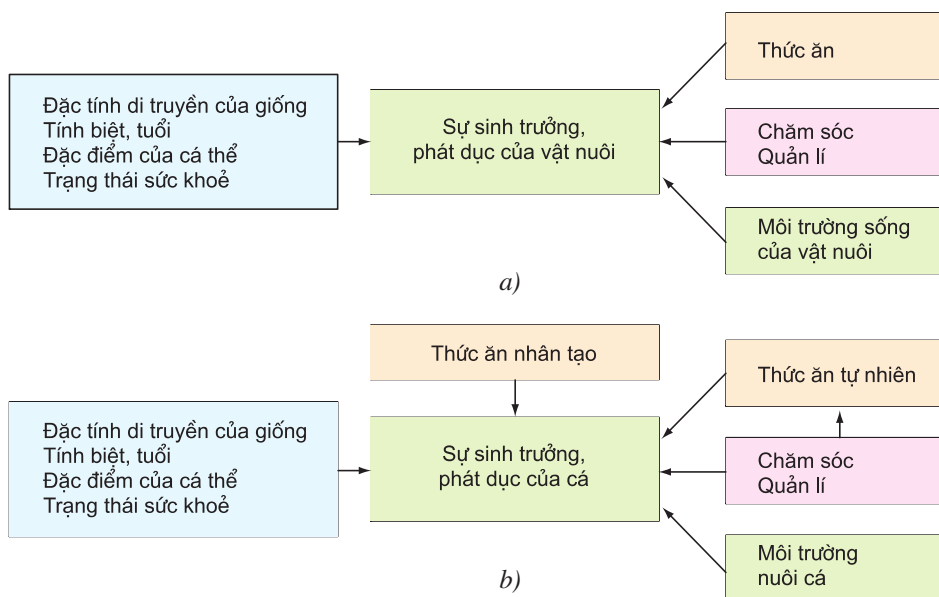 Đặc tính di truyền của giống
Tính biệt, tuổi
Đặc điểm của cá thể
Trạng thái sức khoẻ
Sự sinh trưởng,
phát dục của vật nuôi
Thức ăn
Chăm sóc
Quản lí
Môi trường sống
của vật nuôi
a)
Thức ăn nhân tạo
Đặc tính di truyền của giống
Tính biệt, tuổi
Đặc điểm của cá thể
Trạng thái sức khoẻ
Sự sinh trưởng,
phát dục của cá
Thức ăn tự nhiên
Chăm sóc
Quản lí
Môi trường
nuôi cá
b)